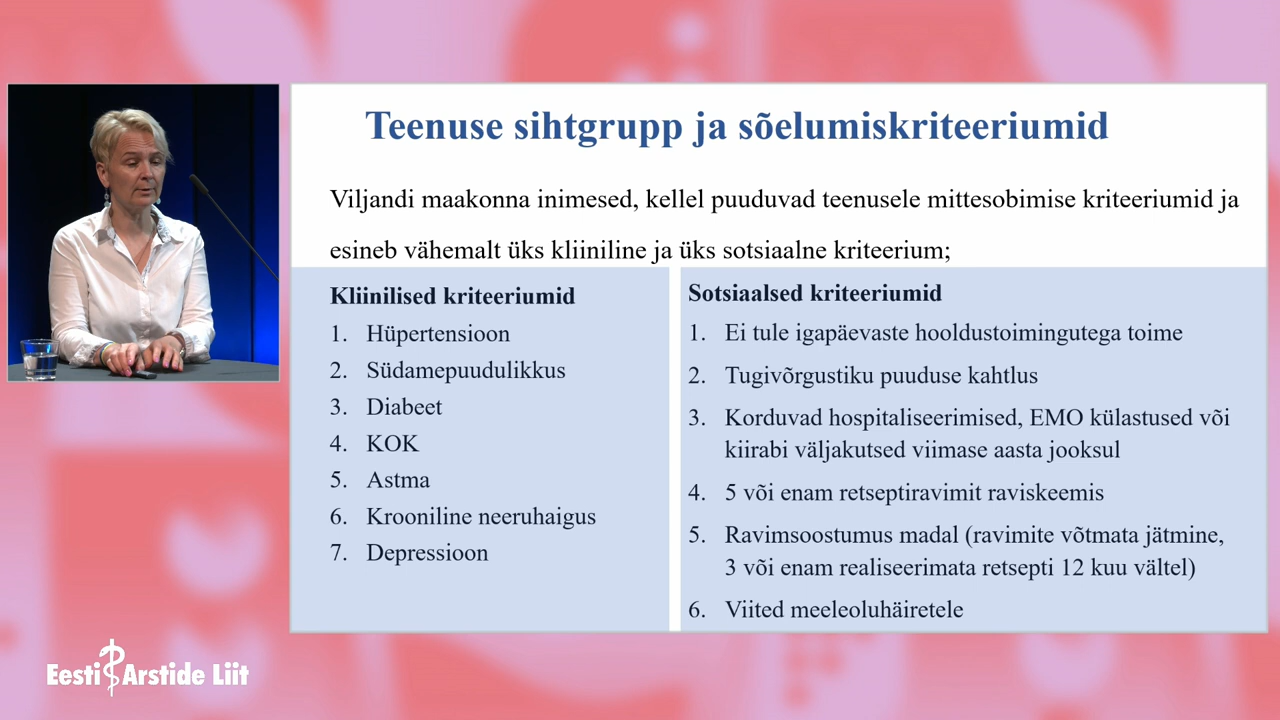 Teenuse sihtgrupp ja sõelumiskriteeriumid
Viljandi maakonna inimesed, kellel puuduvad teenusele mittesobimise kriteeriumid ja
esineb vähemalt üks kliiniline ja üks sotsiaalne kriteerium;
Kliinilised kriteeriumid
1. Hüpertensioon
2. Südamepuudulikkus
3. Diabeet
4. KOK
5. Astma
6. Krooniline neeruhaigus
7. Depressioon
Sotsiaalsed kriteeriumid
1. Ei tule igapäevaste hooldustoimingutega toime
2. Tugivõrgustiku puuduse kahtlus
3. Korduvad hospitaliseerimised, EMO külastused või
kiirabi väljakutsed viimase aasta jooksul
4. 5 või enam retseptiravimit raviskeemis
5. Ravimsoostumus madal (ravimite võtmata jätmine,
3 või enam realiseerimata retsepti 12 kuu vältel)
6. Viited meeleoluhäiretele
Eesti Arstide Liit